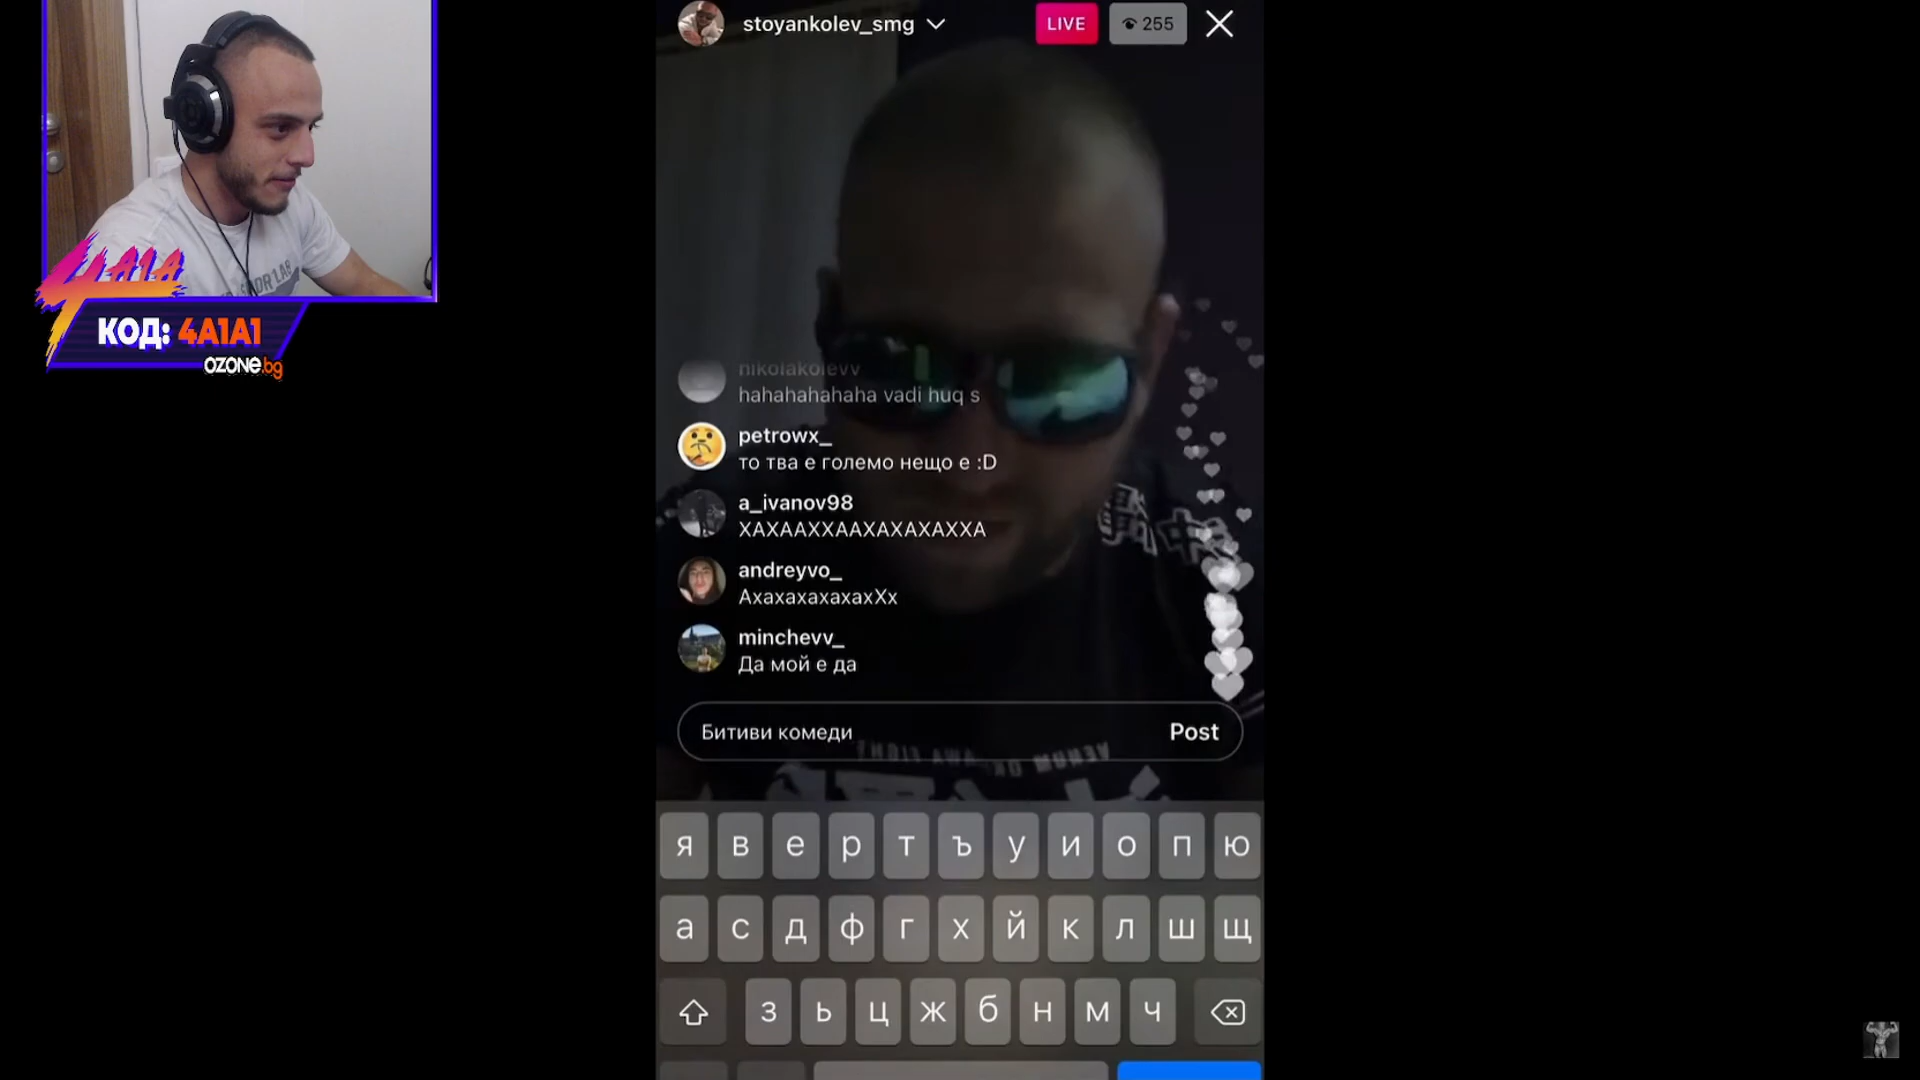 stoyankolev_smg
LIVE
255
4A1A
КОД: 4A1A1
OZONE.bg
nikolakolevv
hahahahahaha vadi huq s
petrowx_
то тва е големо нещо е :D
a_ivanov98
ХАХААХХААХАХАХАХХА
andreyvo_
АхахахахахахХх
minchevv_
Да мой е да
Битиви комеди
Post
я в е р т ъ у и о п ю
а с д ф г х й к л ш щ
з ь ц ж б н м ч